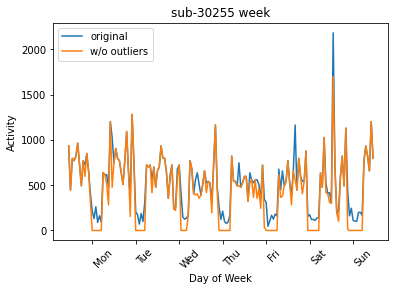 sub-30255 week
original
w/o outliers
Activity
2000
1500
1000
500
0
Mon
Tue
Wed
Thu
Fri
Sat
Sun
Day of Week